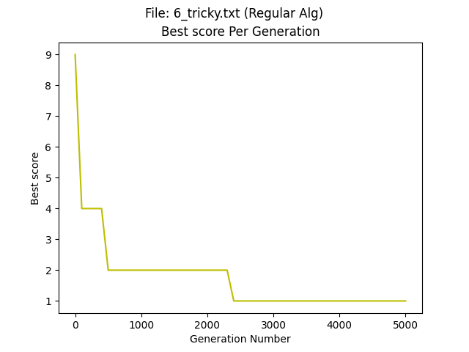 File: 6_tricky.txt (Regular Alg)
Best score Per Generation
9
8
7
6
5
4
3
2
1
Best score
0 1000 2000 3000 4000 5000
Generation Number